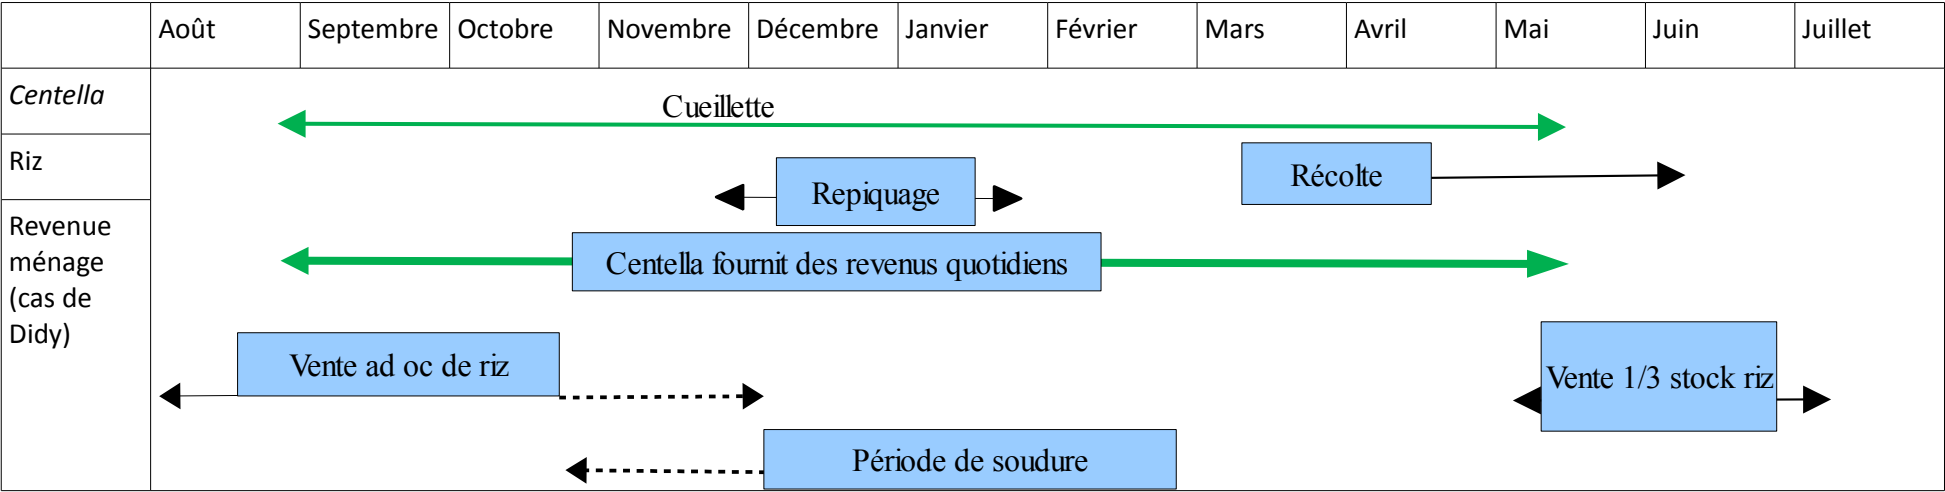 Août Septembre Octobre Novembre Décembre Janvier Février Mars Avril Mai Juin Juillet
Centella
Cueillette
Riz
Récolte
Repiquage
Revenue
ménage
(cas de
Didy)
Centella fournit des revenus quotidiens
Vente ad oc de riz
Vente 1/3 stock riz
Période de soudure